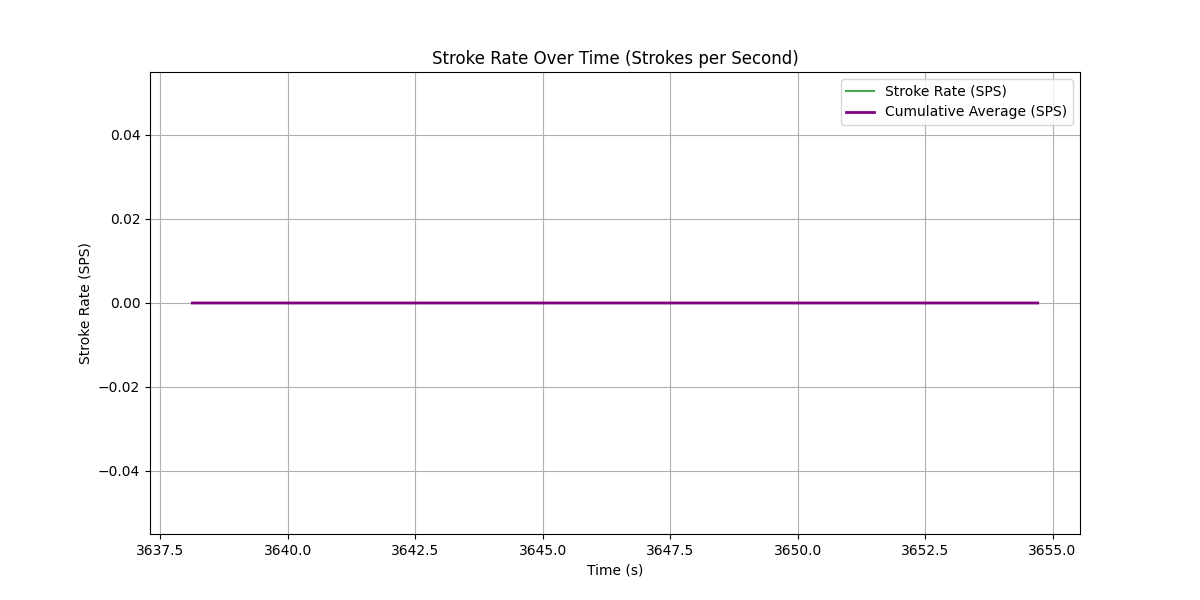 Stroke Rate Over Time (Strokes per Second)
Stroke Rate (SPS)
Cumulative Average (SPS)
0.04
0.02
0.00
−0.02
−0.04
Stroke Rate (SPS)
3637.5 3640.0 3642.5 3645.0 3647.5 3650.0 3652.5 3655.0
Time (s)